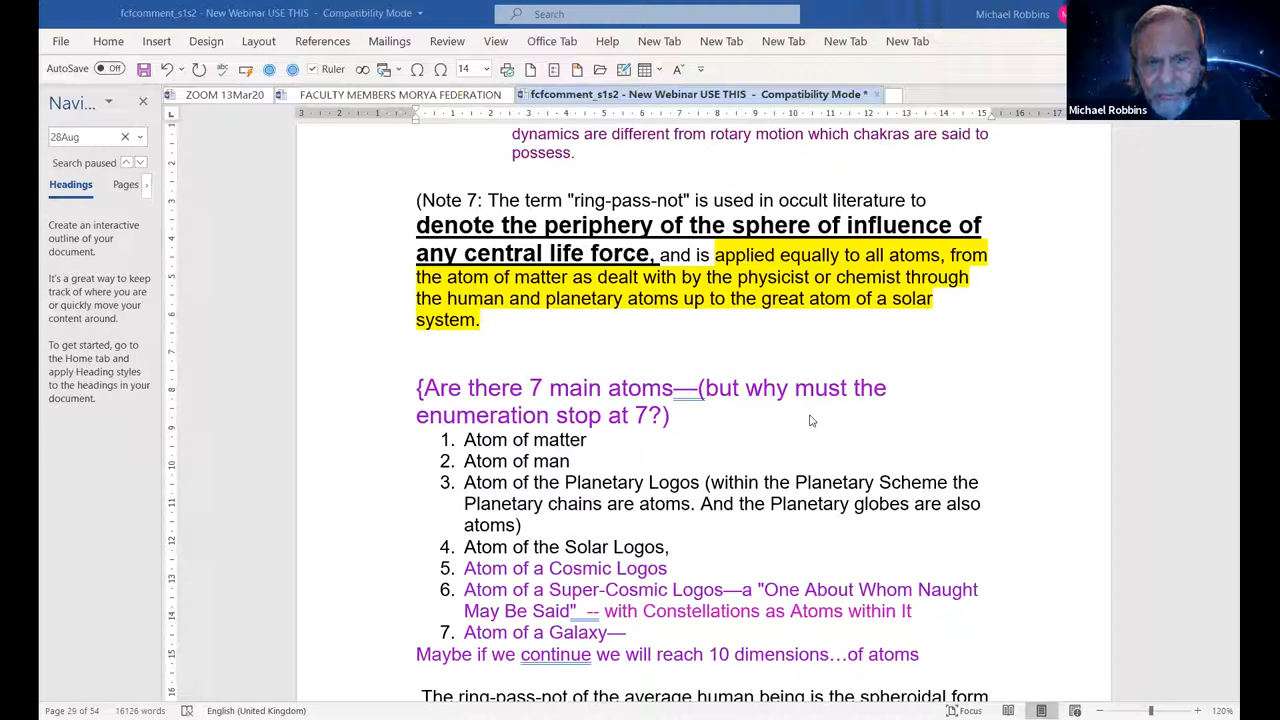 fcfcomment_s1s2 - New Webinar USE THIS - Compatibility Mode
Search
Michael Robbins
File Home Insert Design Layout References Mailings Review View Office Tab Help New Tab New Tab New Tab New Tab New Tab
AutoSave Off Ruler 14
ZOOM 13Mar20 FACULTY MEMBERS MORYA FEDERATION fcfcomment_s1s2 - New Webinar USE THIS - Compatibility Mode *
Michael Robbins
Navi...
28Aug
Search paused
Headings Pages
Create an interactive
outline of your
document.
It's a great way to keep
track of where you are
or quickly move your
content around.
To get started, go to
the Home tab and
apply Heading styles
to the headings in your
document.
dynamics are different from rotary motion which chakras are said to
possess.
(Note 7: The term "ring-pass-not" is used in occult literature to
denote the periphery of the sphere of influence of
any central life force, and is applied equally to all atoms, from
the atom of matter as dealt with by the physicist or chemist through
the human and planetary atoms up to the great atom of a solar
system.
{Are there 7 main atoms—(but why must the
enumeration stop at 7?)
1. Atom of matter
2. Atom of man
3. Atom of the Planetary Logos (within the Planetary Scheme the
Planetary chains are atoms. And the Planetary globes are also
atoms)
4. Atom of the Solar Logos,
5. Atom of a Cosmic Logos
6. Atom of a Super-Cosmic Logos—a "One About Whom Naught
May Be Said" -- with Constellations as Atoms within It
7. Atom of a Galaxy—
Maybe if we continue we will reach 10 dimensions…of atoms
The ring-pass-not of the average human being is the spheroidal form
Page 29 of 54 16126 words English (United Kingdom) Focus 120%